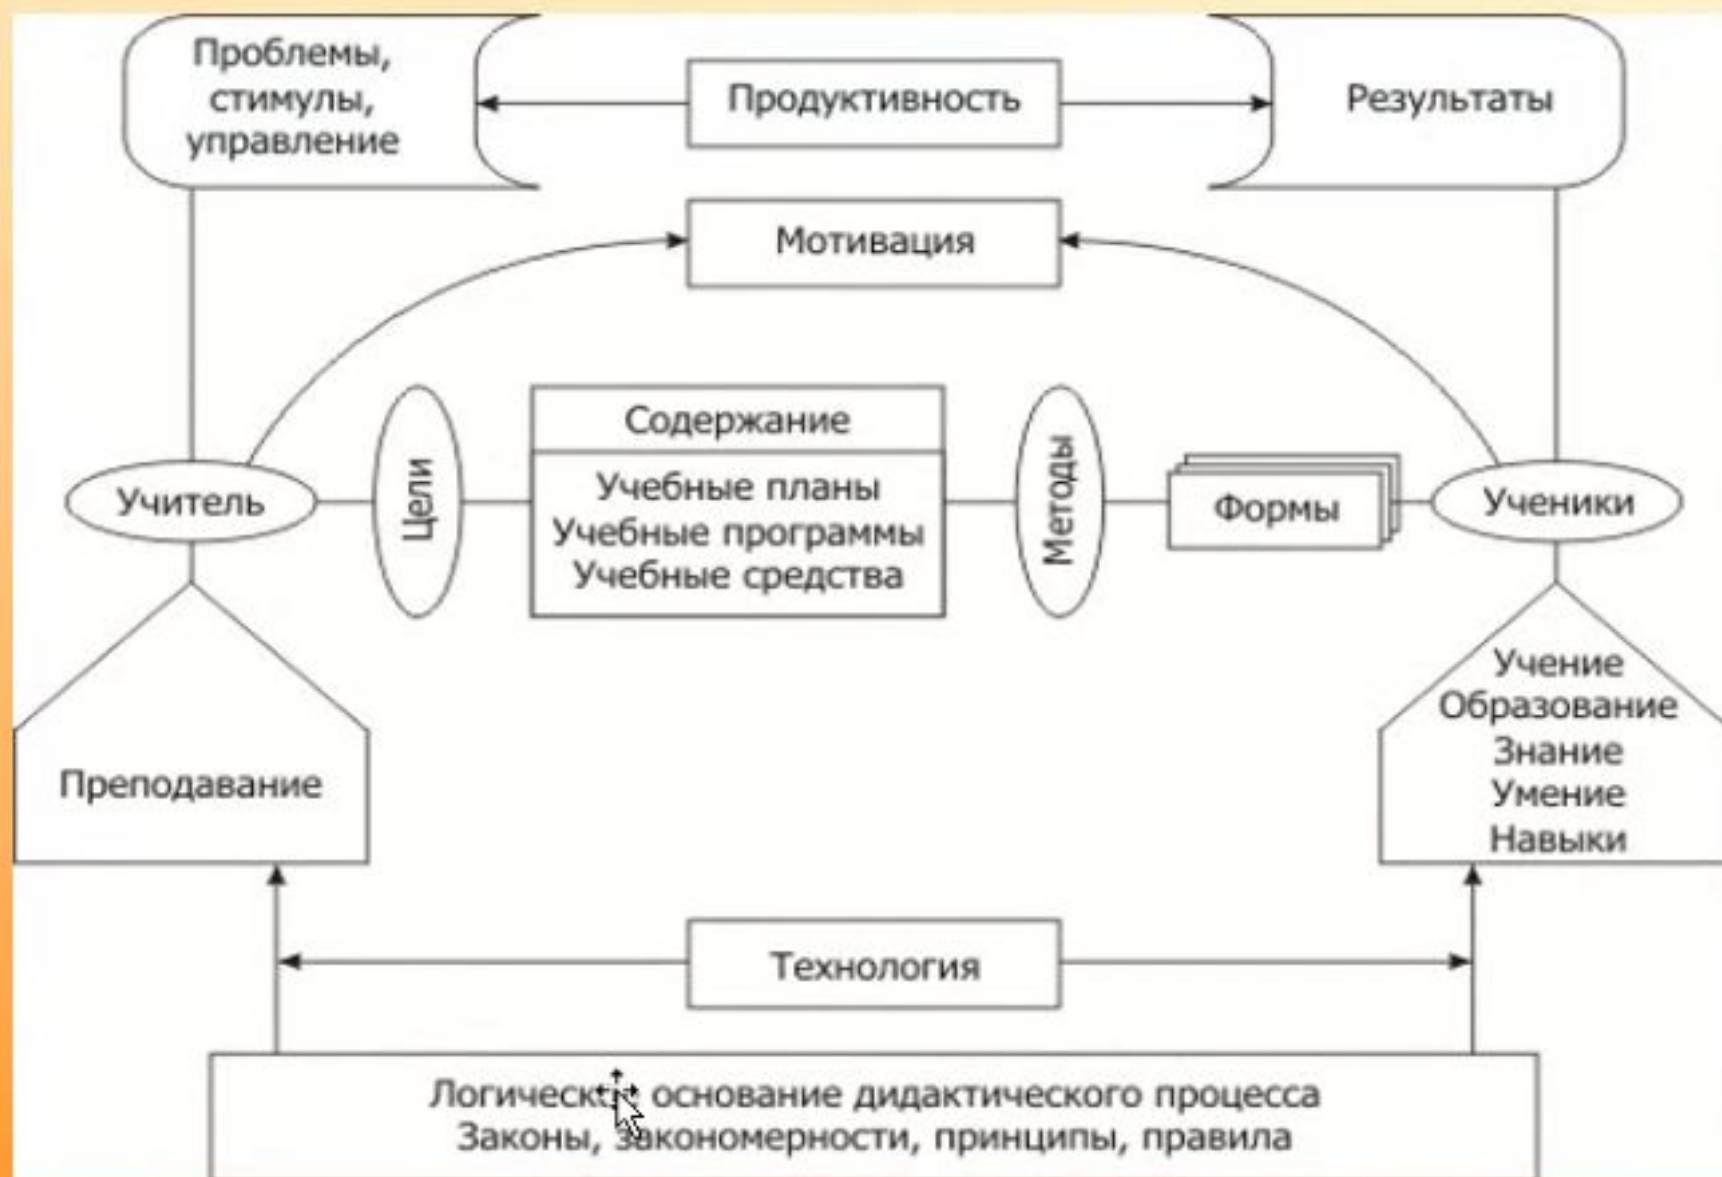 Проблемы,
стимулы,
управление
Продуктивность
Результаты
Мотивация
Учитель
Цели
Содержание
Учебные планы
Учебные программы
Учебные средства
Методы
Формы
Ученики
Преподавание
Учение
Образование
Знание
Умение
Навыки
Технология
основание дидактического процесса
Законы, закономерности, принципы, правила